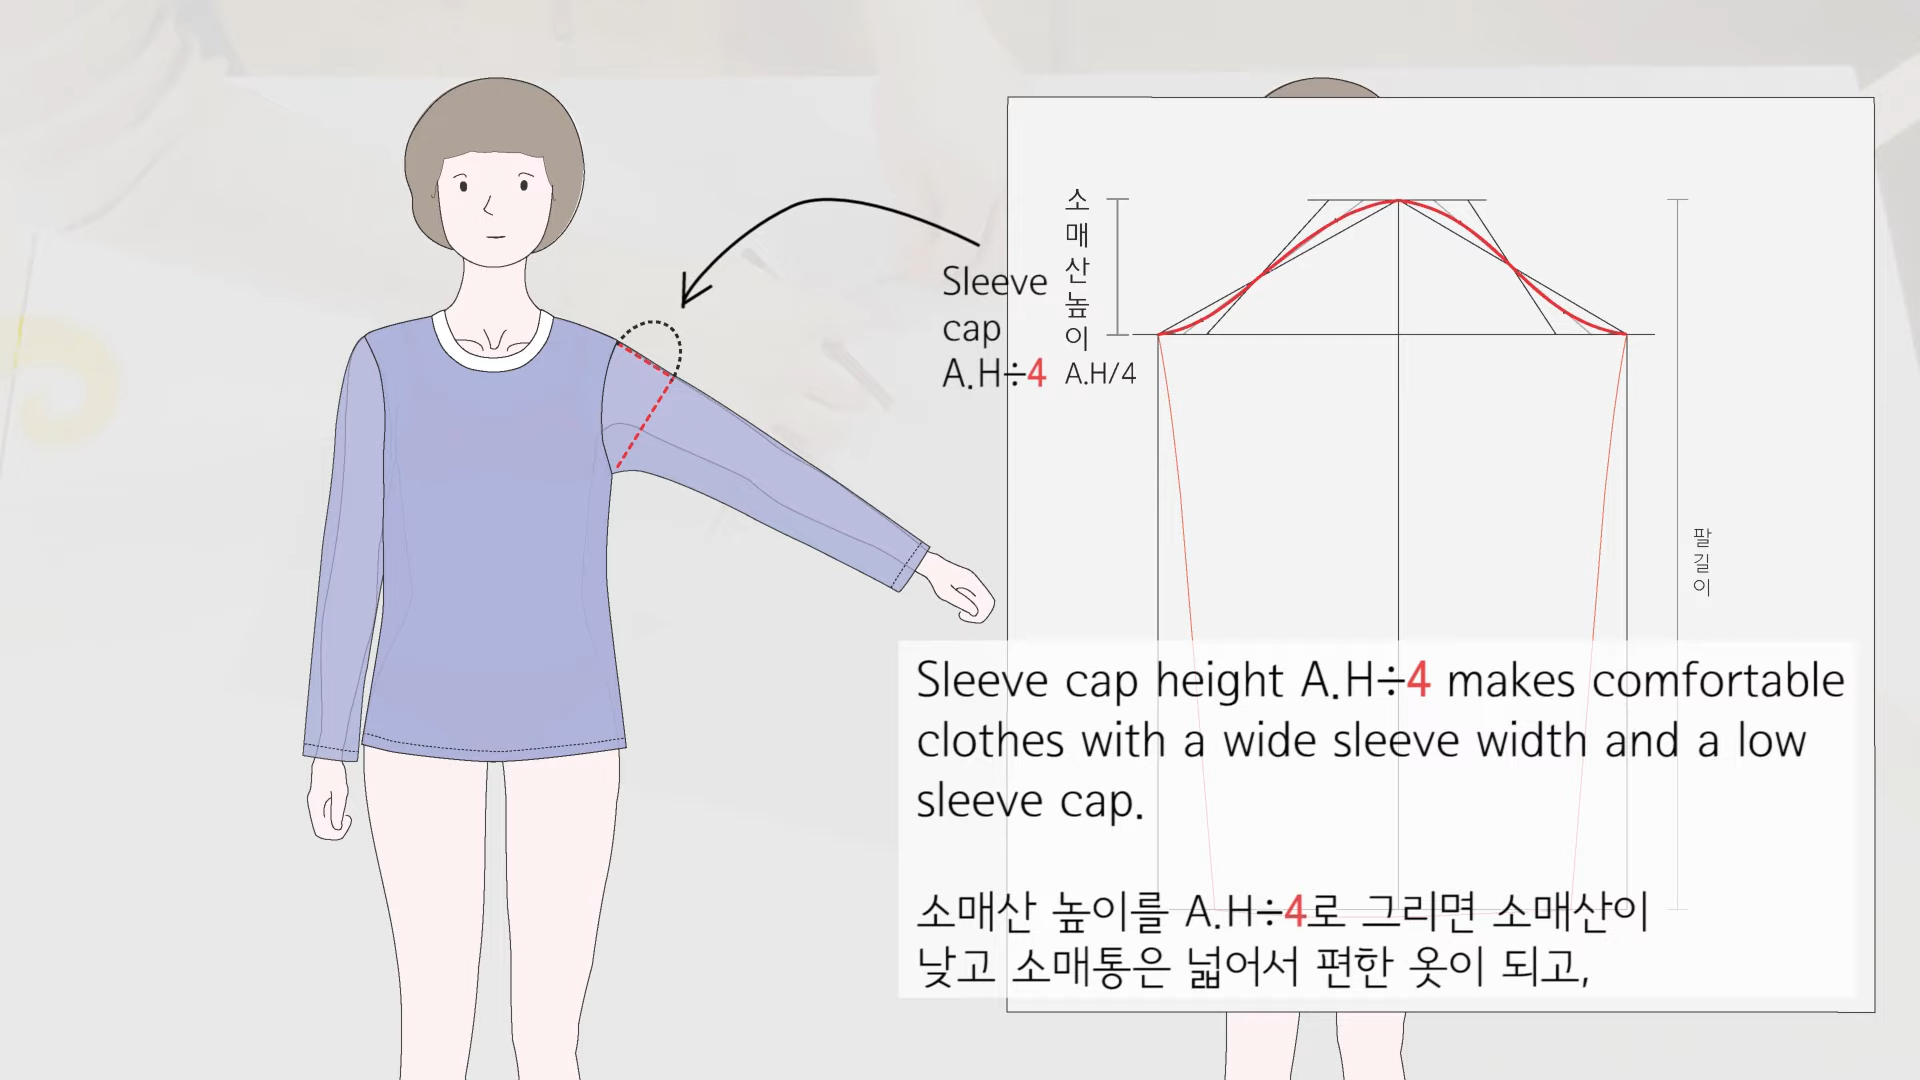 Sleeve
cap
A.H÷4
소매산높이
A.H/4
팔길이
Sleeve cap height A.H÷4 makes comfortable
clothes with a wide sleeve width and a low
sleeve cap.
소매산 높이를 A.H÷4로 그리면 소매산이
낮고 소매통은 넓어서 편한 옷이 되고,